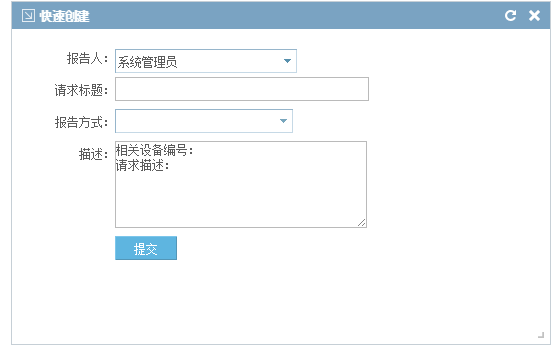 快速创建
报告人：
系统管理员
请求标题：
报告方式：
描述：
相关设备编号：
请求描述：
提交